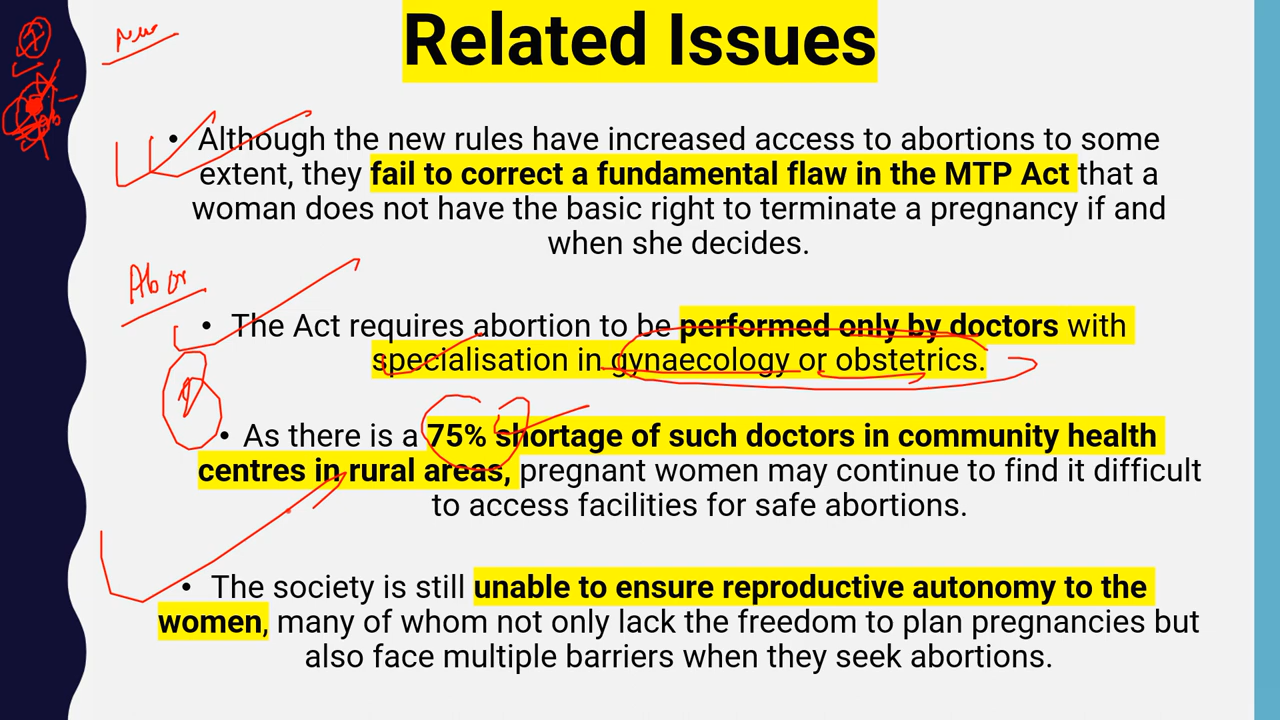 Related Issues
New
• Although the new rules have increased access to abortions to some
extent, they fail to correct a fundamental flaw in the MTP Act that a
woman does not have the basic right to terminate a pregnancy if and
when she decides.
Abor
• The Act requires abortion to be performed only by doctors with
specialisation in gynaecology or obstetrics.
• As there is a 75% shortage of such doctors in community health
centres in rural areas, pregnant women may continue to find it difficult
to access facilities for safe abortions.
• The society is still unable to ensure reproductive autonomy to the
women, many of whom not only lack the freedom to plan pregnancies but
also face multiple barriers when they seek abortions.